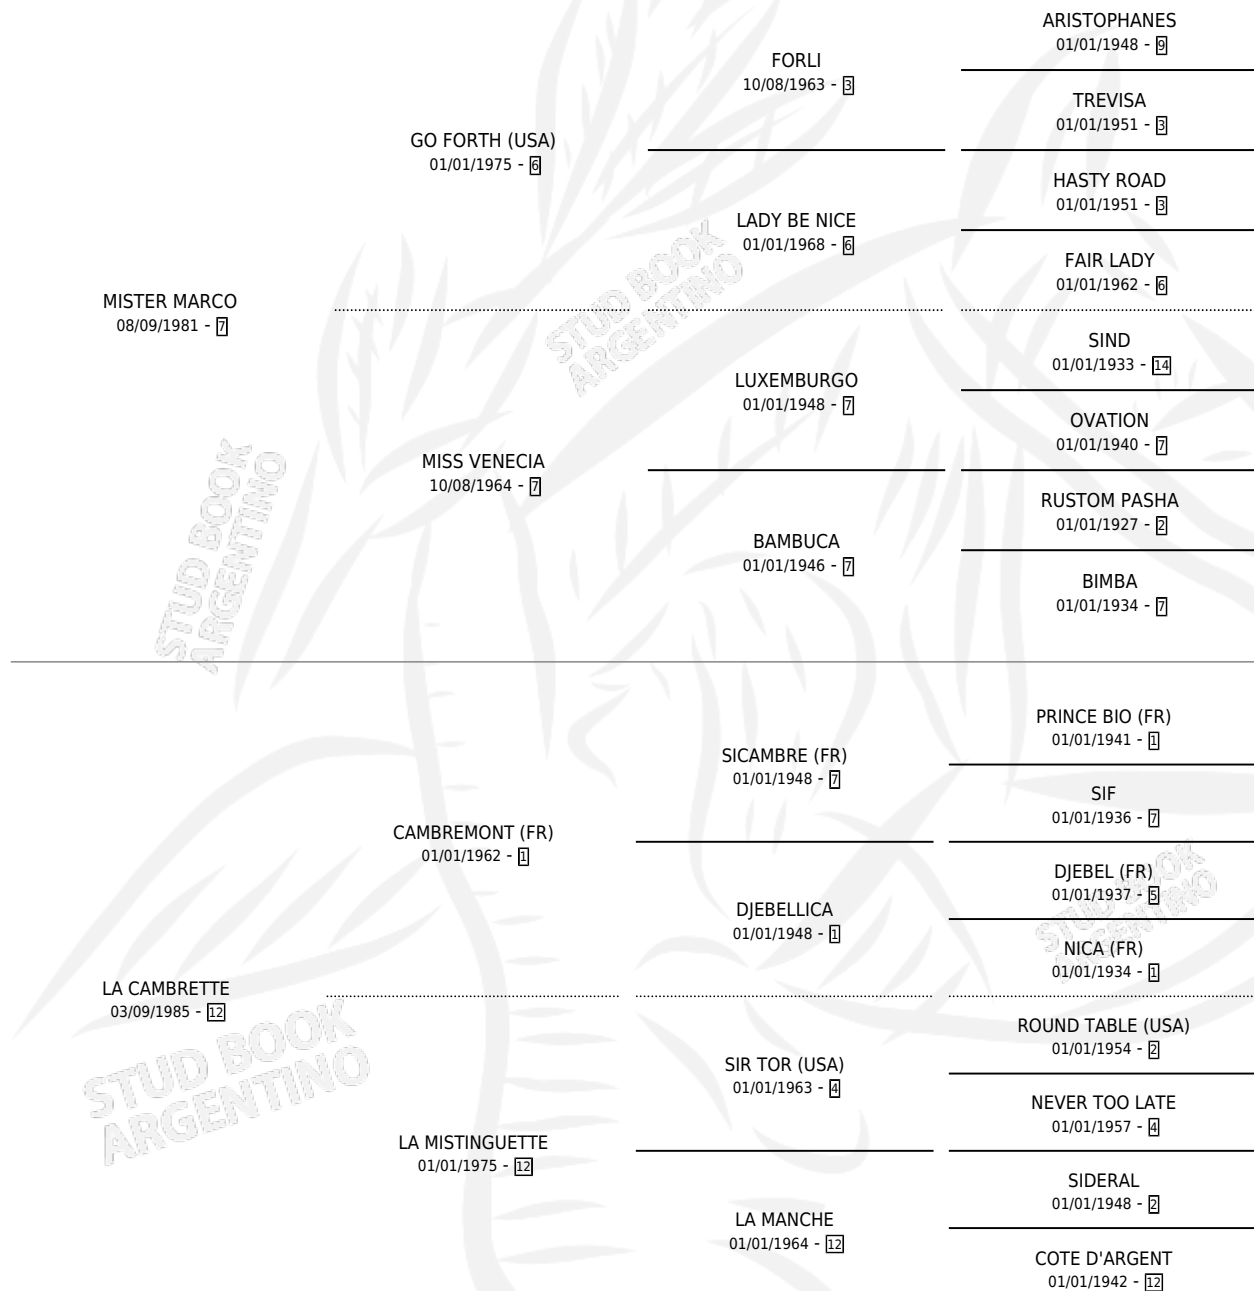 ARISTOPHANES
01/01/1948 - 9
FORLI
10/08/1963 - 3
TREVISA
01/01/1951 - 3
GO FORTH (USA)
01/01/1975 - 6
HASTY ROAD
01/01/1951 - 3
LADY BE NICE
01/01/1968 - 6
FAIR LADY
01/01/1962 - 6
MISTER MARCO
08/09/1981 - 7
STUD BOOK
ARGENTINO
SIND
01/01/1933 - 14
LUXEMBURGO
01/01/1948 - 7
OVATION
01/01/1940 - 7
MISS VENECIA
10/08/1964 - 7
RUSTOM PASHA
01/01/1927 - 2
BAMBUCA
01/01/1946 - 7
BIMBA
01/01/1934 - 7
STUD BOOK
ARGENTINO
PRINCE BIO (FR)
01/01/1941 - 1
SICAMBRE (FR)
01/01/1948 - 7
SIF
01/01/1936 - 7
CAMBREMONT (FR)
01/01/1962 - 1
DJEBEL (FR)
01/01/1937 - 5
DJEBELLICA
01/01/1948 - 1
NICA (FR)
01/01/1934 - 1
STUD BOOK
ARGENTINO
LA CAMBRETTE
03/09/1985 - 12
STUD BOOK
ARGENTINO
ROUND TABLE (USA)
01/01/1954 - 2
SIR TOR (USA)
01/01/1963 - 4
NEVER TOO LATE
01/01/1957 - 4
LA MISTINGUETTE
01/01/1975 - 12
SIDERAL
01/01/1948 - 2
LA MANCHE
01/01/1964 - 12
COTE D'ARGENT
01/01/1942 - 12